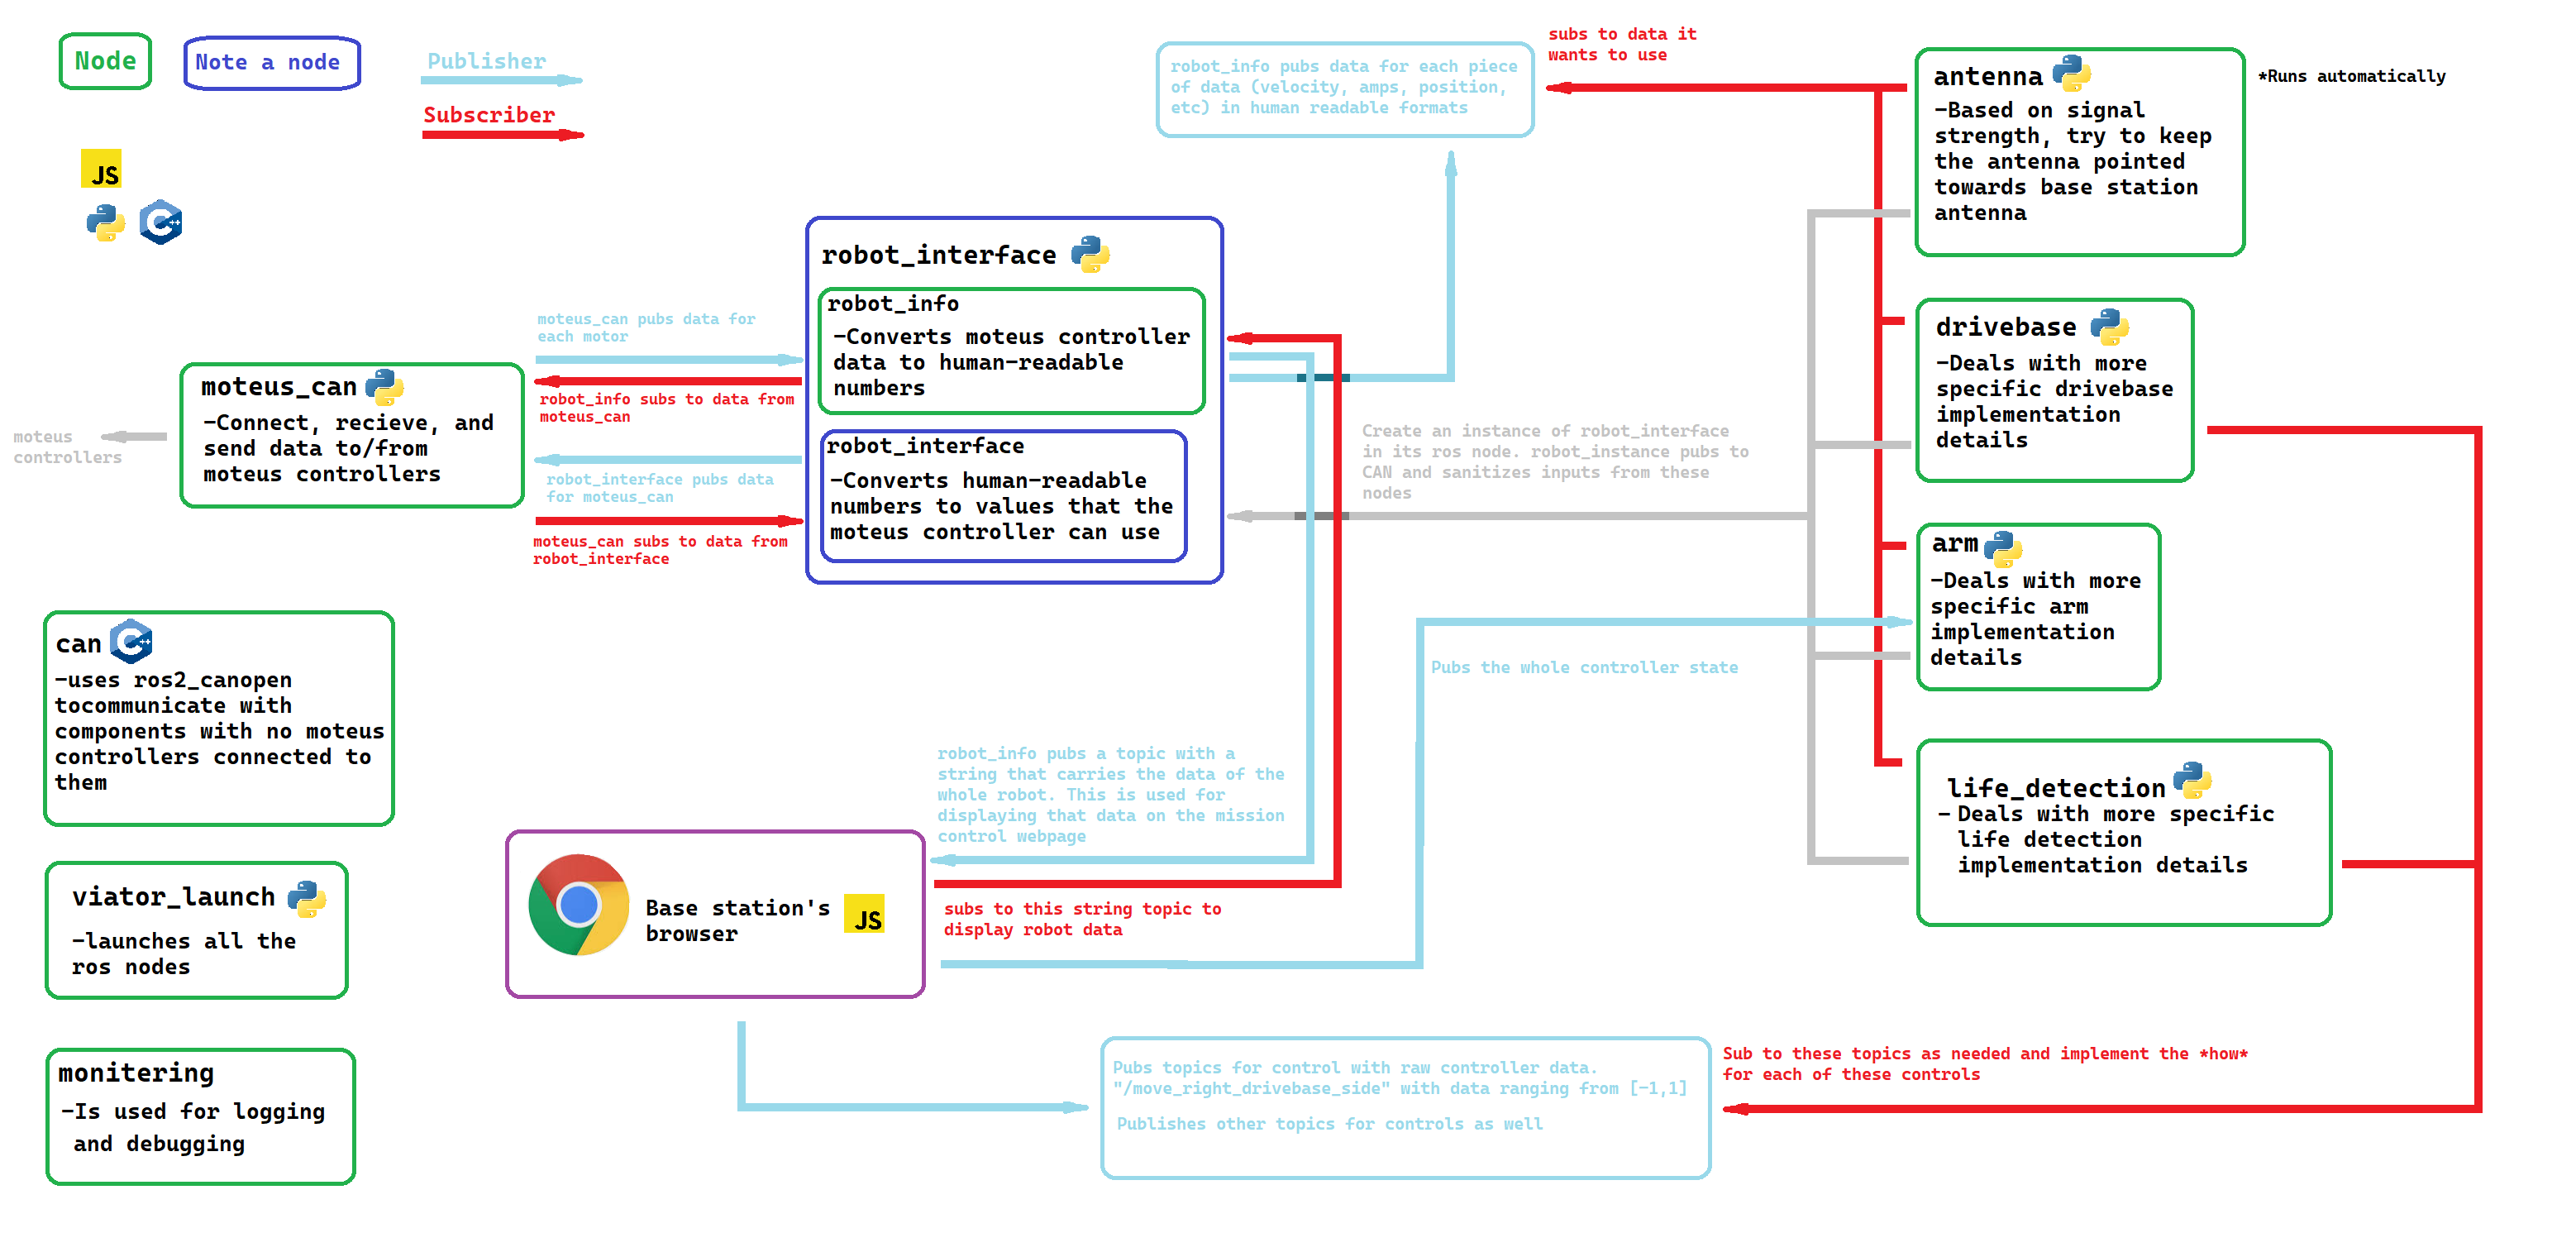 Node
Note a node
Publisher
Subscriber
JS
C++
robot_info pubs data for each piece
of data (velocity, amps, position,
etc) in human readable formats
subs to data it
wants to use
antenna
-Based on signal
strength, try to keep
the antenna pointed
towards base station
antenna
*Runs automatically
robot_interface
robot_info
-Converts moteus controller
data to human-readable
numbers
robot_interface
-Converts human-readable
numbers to values that the
moteus controller can use
moteus_can pubs data for
each motor
robot_info subs to data from
moteus_can
robot_interface pubs data
for moteus_can
moteus_can subs to data from
robot_interface
moteus_can
-Connect, recieve, and
send data to/from
moteus controllers
moteus
controllers
Create an instance of robot_interface
in its ros node. robot_instance pubs to
CAN and sanitizes inputs from these
nodes
drivebase
-Deals with more
specific drivebase
implementation
details
arm
-Deals with more
specific arm
implementation
details
Pubs the whole controller state
life_detection
- Deals with more specific
life detection
implementation details
can
C++
-uses ros2_canopen
tocommunicate with
components with no moteus
controllers connected to
them
viator_launch
-launches all the
ros nodes
monitering
-Is used for logging
and debugging
robot_info pubs a topic with a
string that carries the data of the
whole robot. This is used for
displaying that data on the mission
control webpage
Base station's
browser
JS
subs to this string topic to
display robot data
Pubs topics for control with raw controller data.
"/move_right_drivebase_side" with data ranging from [-1,1]
Publishes other topics for controls as well
Sub to these topics as needed and implement the *how*
for each of these controls